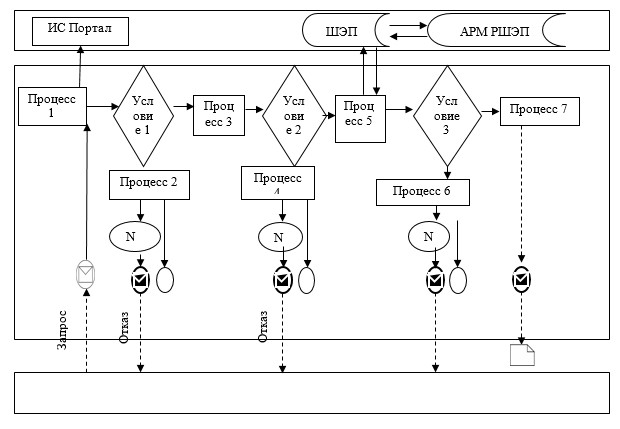 ИС Портал
ШЭП
АРМ РШЭП
Процесс
1
Усл
ови
е 1
Проц
есс 3
Усл
ови
е 2
Проц
есс 5
Усл
овие
3
Процесс 7
Процесс 2
Процесс
Процесс 6
N
N
N
Запрос
Отказ
Отказ